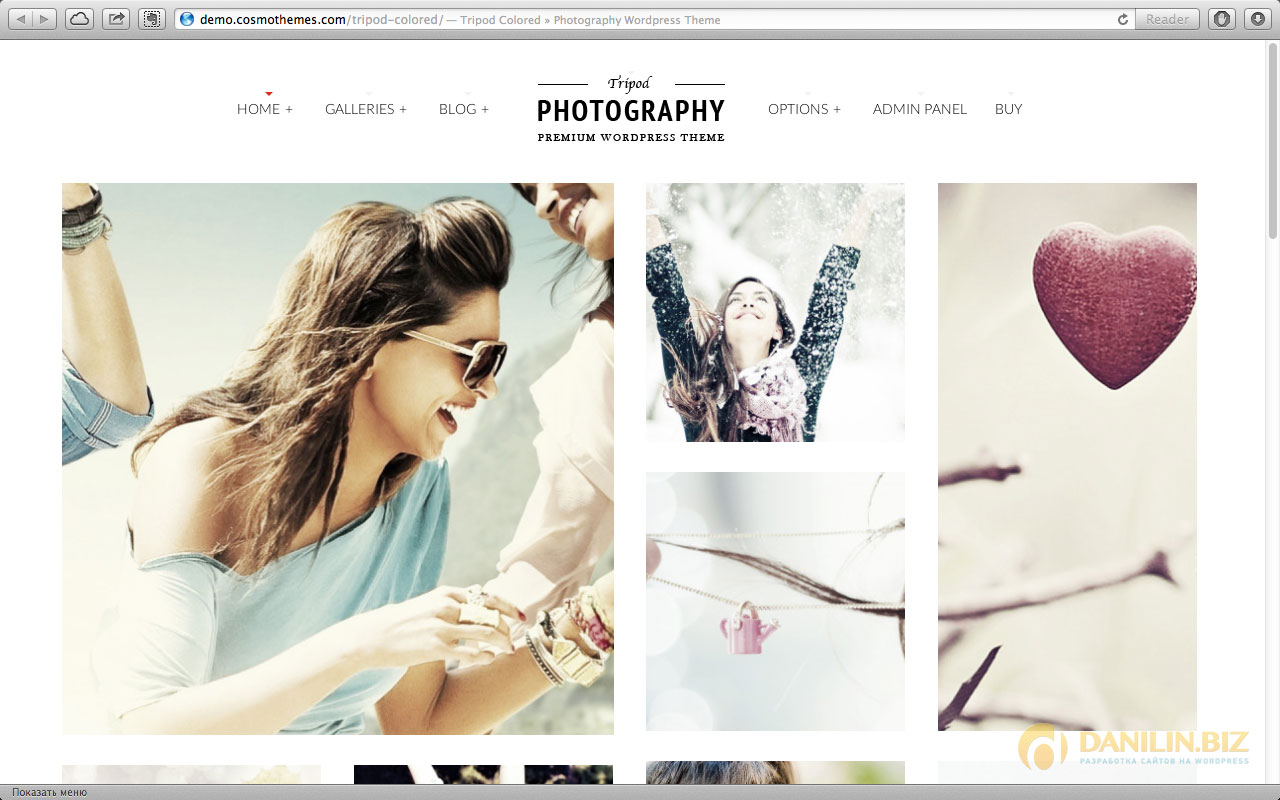 demo.cosmothemes.com/tripod-colored/ — Tripod Colored » Photography Wordpress Theme
Reader
Tripod
HOME + GALLERIES + BLOG + PHOTOGRAPHY OPTIONS + ADMIN PANEL BUY
PREMIUM WORDPRESS THEME
DANILIN.BIZ
РАЗРАБОТКА САЙТОВ НА WORDPRESS
Показать меню